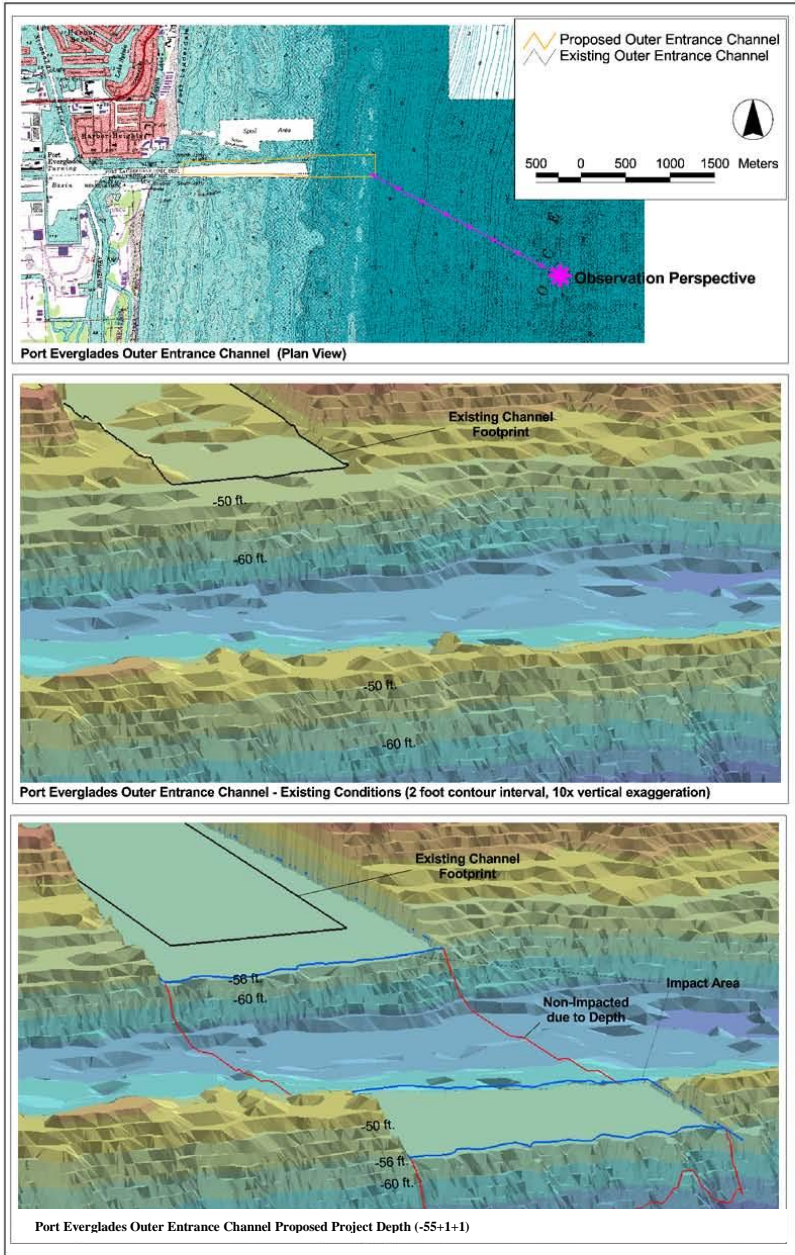 Proposed Outer Entrance Channel
Existing Outer Entrance Channel
500 0 500 1000 1500 Meters
Harbor
Beach
Harbor Heights
Spoil Area
Port
Everglades
Turning
Basin
O C E
Observation Perspective
Port Everglades Outer Entrance Channel (Plan View)
Existing Channel
Footprint
-50 ft.
-60 ft.
-50 ft.
-60 ft.
Port Everglades Outer Entrance Channel - Existing Conditions (2 foot contour interval, 10x vertical exaggeration)
Existing Channel
Footprint
-56 ft.
-60 ft.
Impact Area
Non-Impacted
due to Depth
-50 ft.
-56 ft.
-60 ft.
Port Everglades Outer Entrance Channel Proposed Project Depth (-55+1+1)